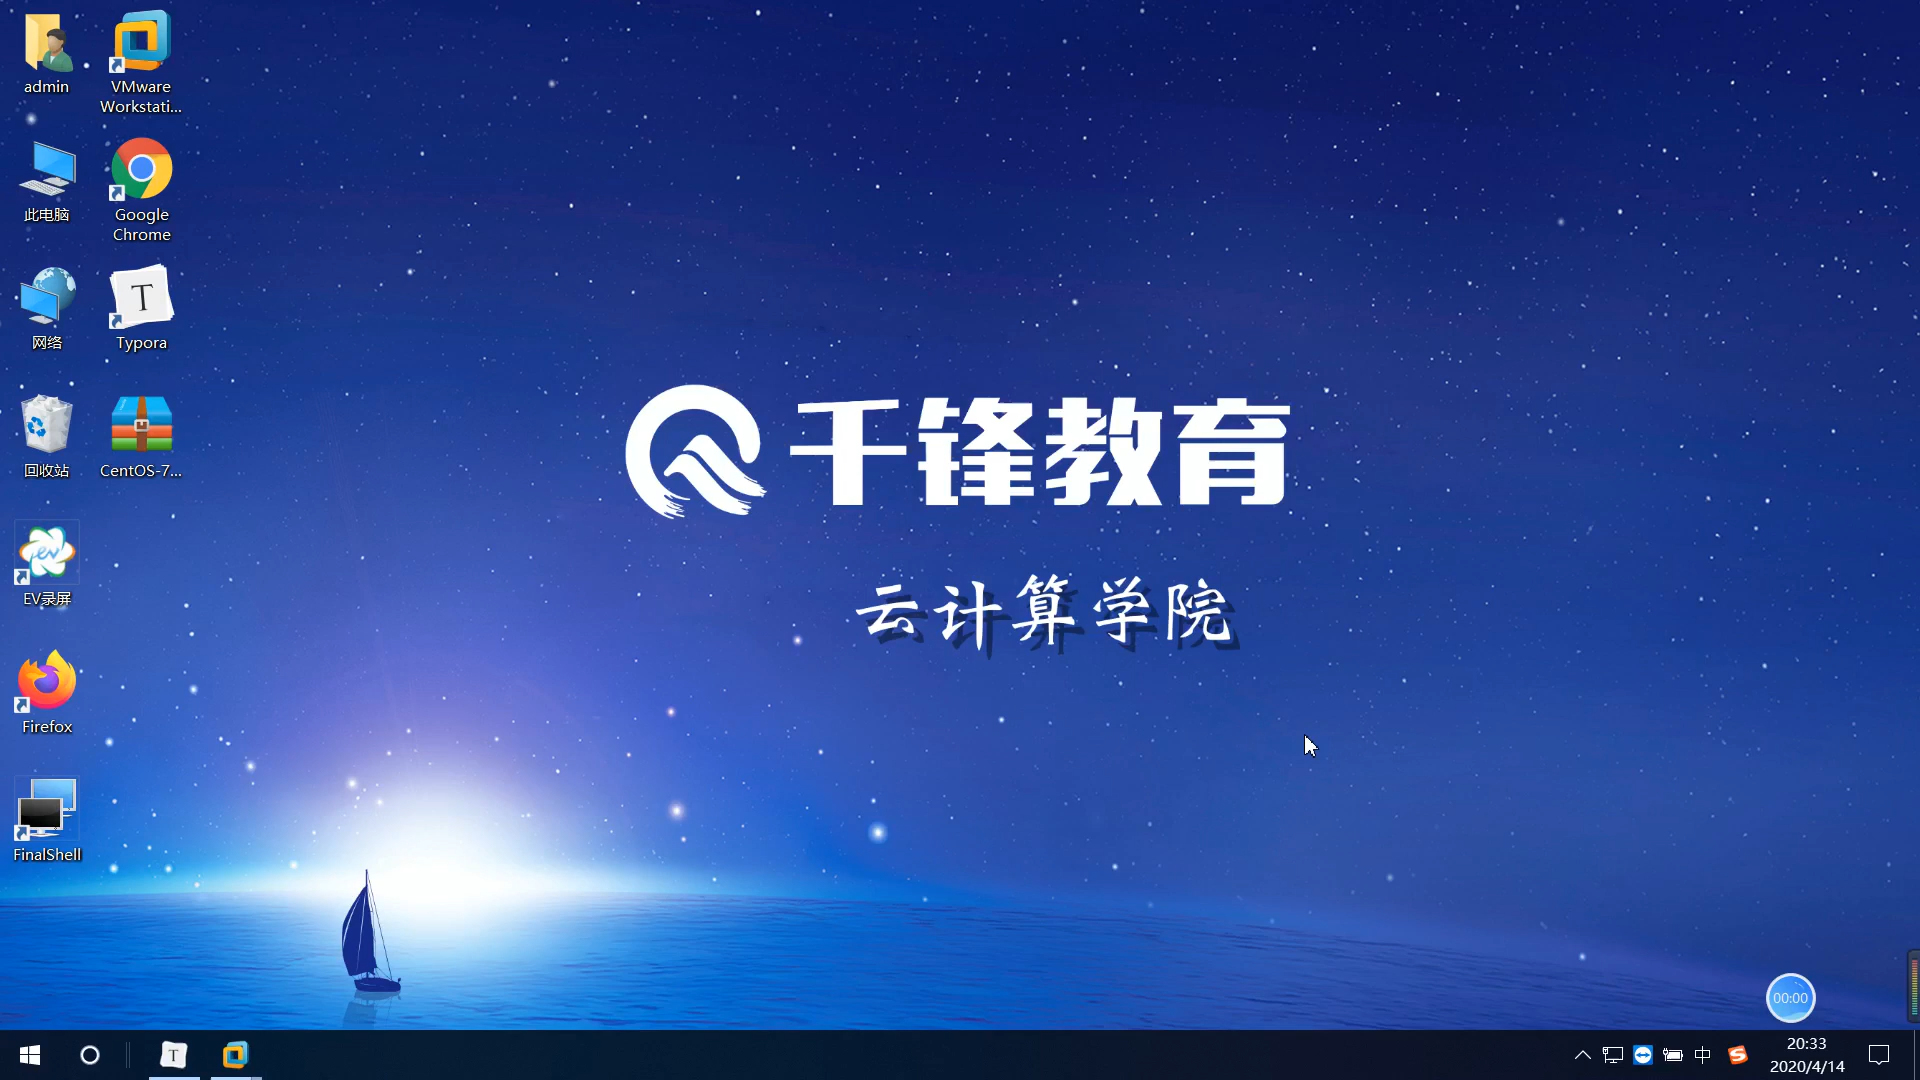 admin
VMware
Workstati...
此电脑
Google
Chrome
网络
T
Typora
回收站
CentOS-7...
EV录屏
Firefox
FinalShell
千锋教育
云计算学院
00:00
T
中
20:33
2020/4/14